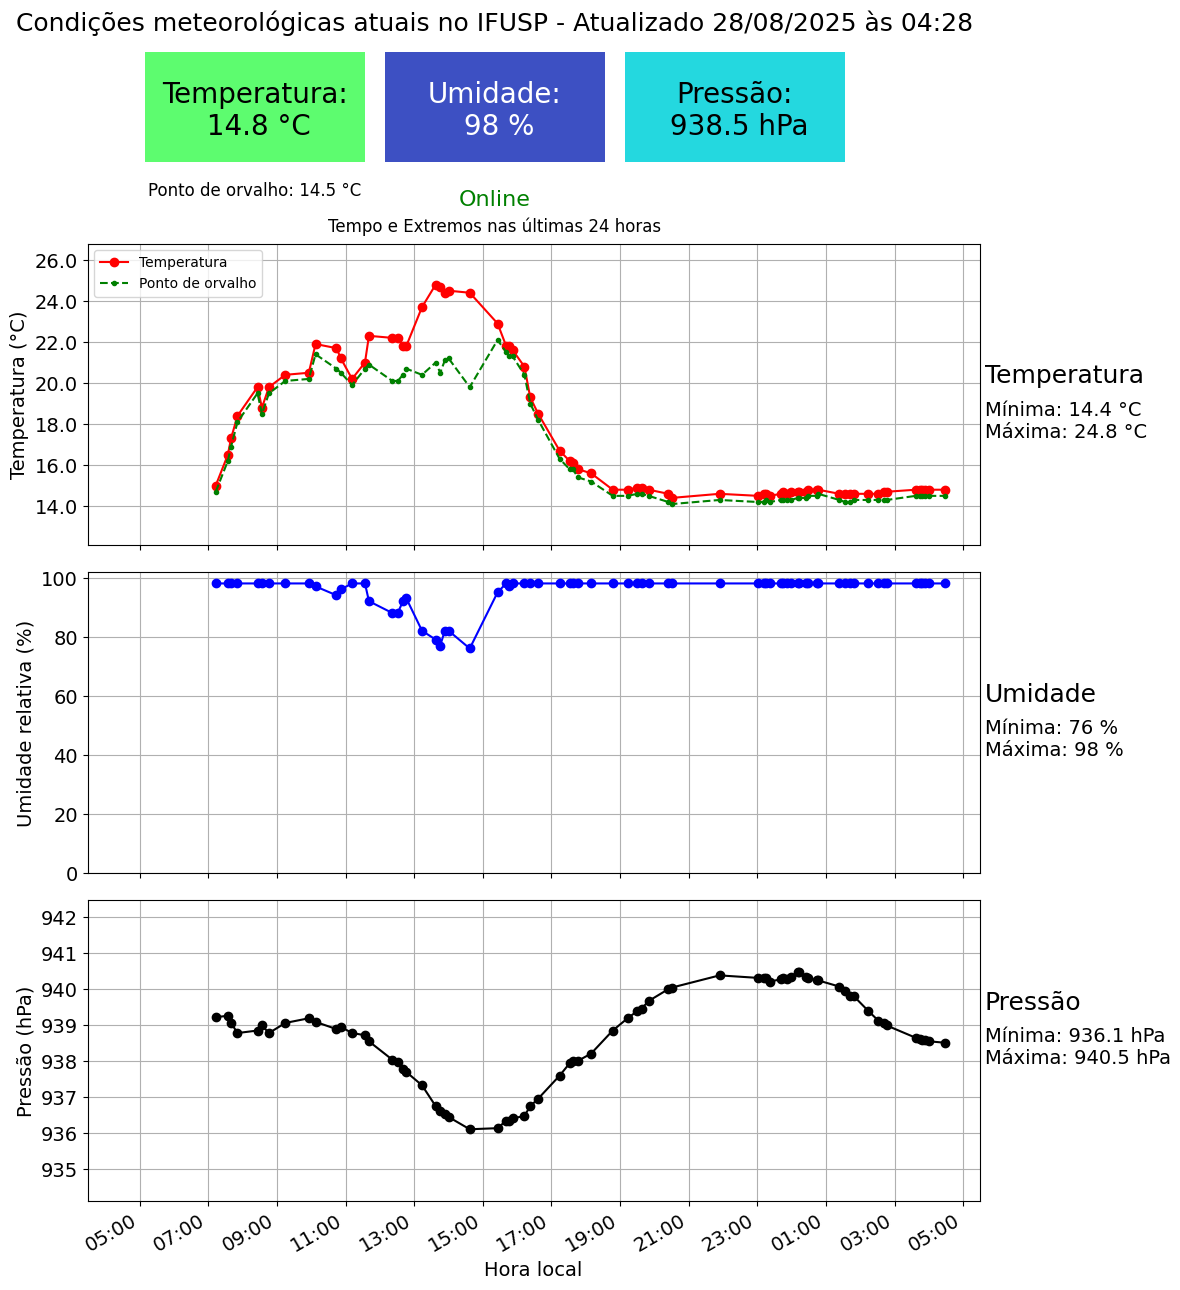 Condições meteorológicas atuais no IFUSP - Atualizado 28/08/2025 às 04:28
Temperatura:
14.8 °C
Umidade:
98 %
Pressão:
938.5 hPa
Ponto de orvalho: 14.5 °C
Online
Tempo e Extremos nas últimas 24 horas
Temperatura
Ponto de orvalho
Temperatura (°C)
26.0
24.0
22.0
20.0
18.0
16.0
14.0
Temperatura
Mínima: 14.4 °C
Máxima: 24.8 °C
Umidade relativa (%)
100
80
60
40
20
0
Umidade
Mínima: 76 %
Máxima: 98 %
Pressão (hPa)
942
941
940
939
938
937
936
935
Pressão
Mínima: 936.1 hPa
Máxima: 940.5 hPa
05:00 07:00 09:00 11:00 13:00 15:00 17:00 19:00 21:00 23:00 01:00 03:00 05:00
Hora local